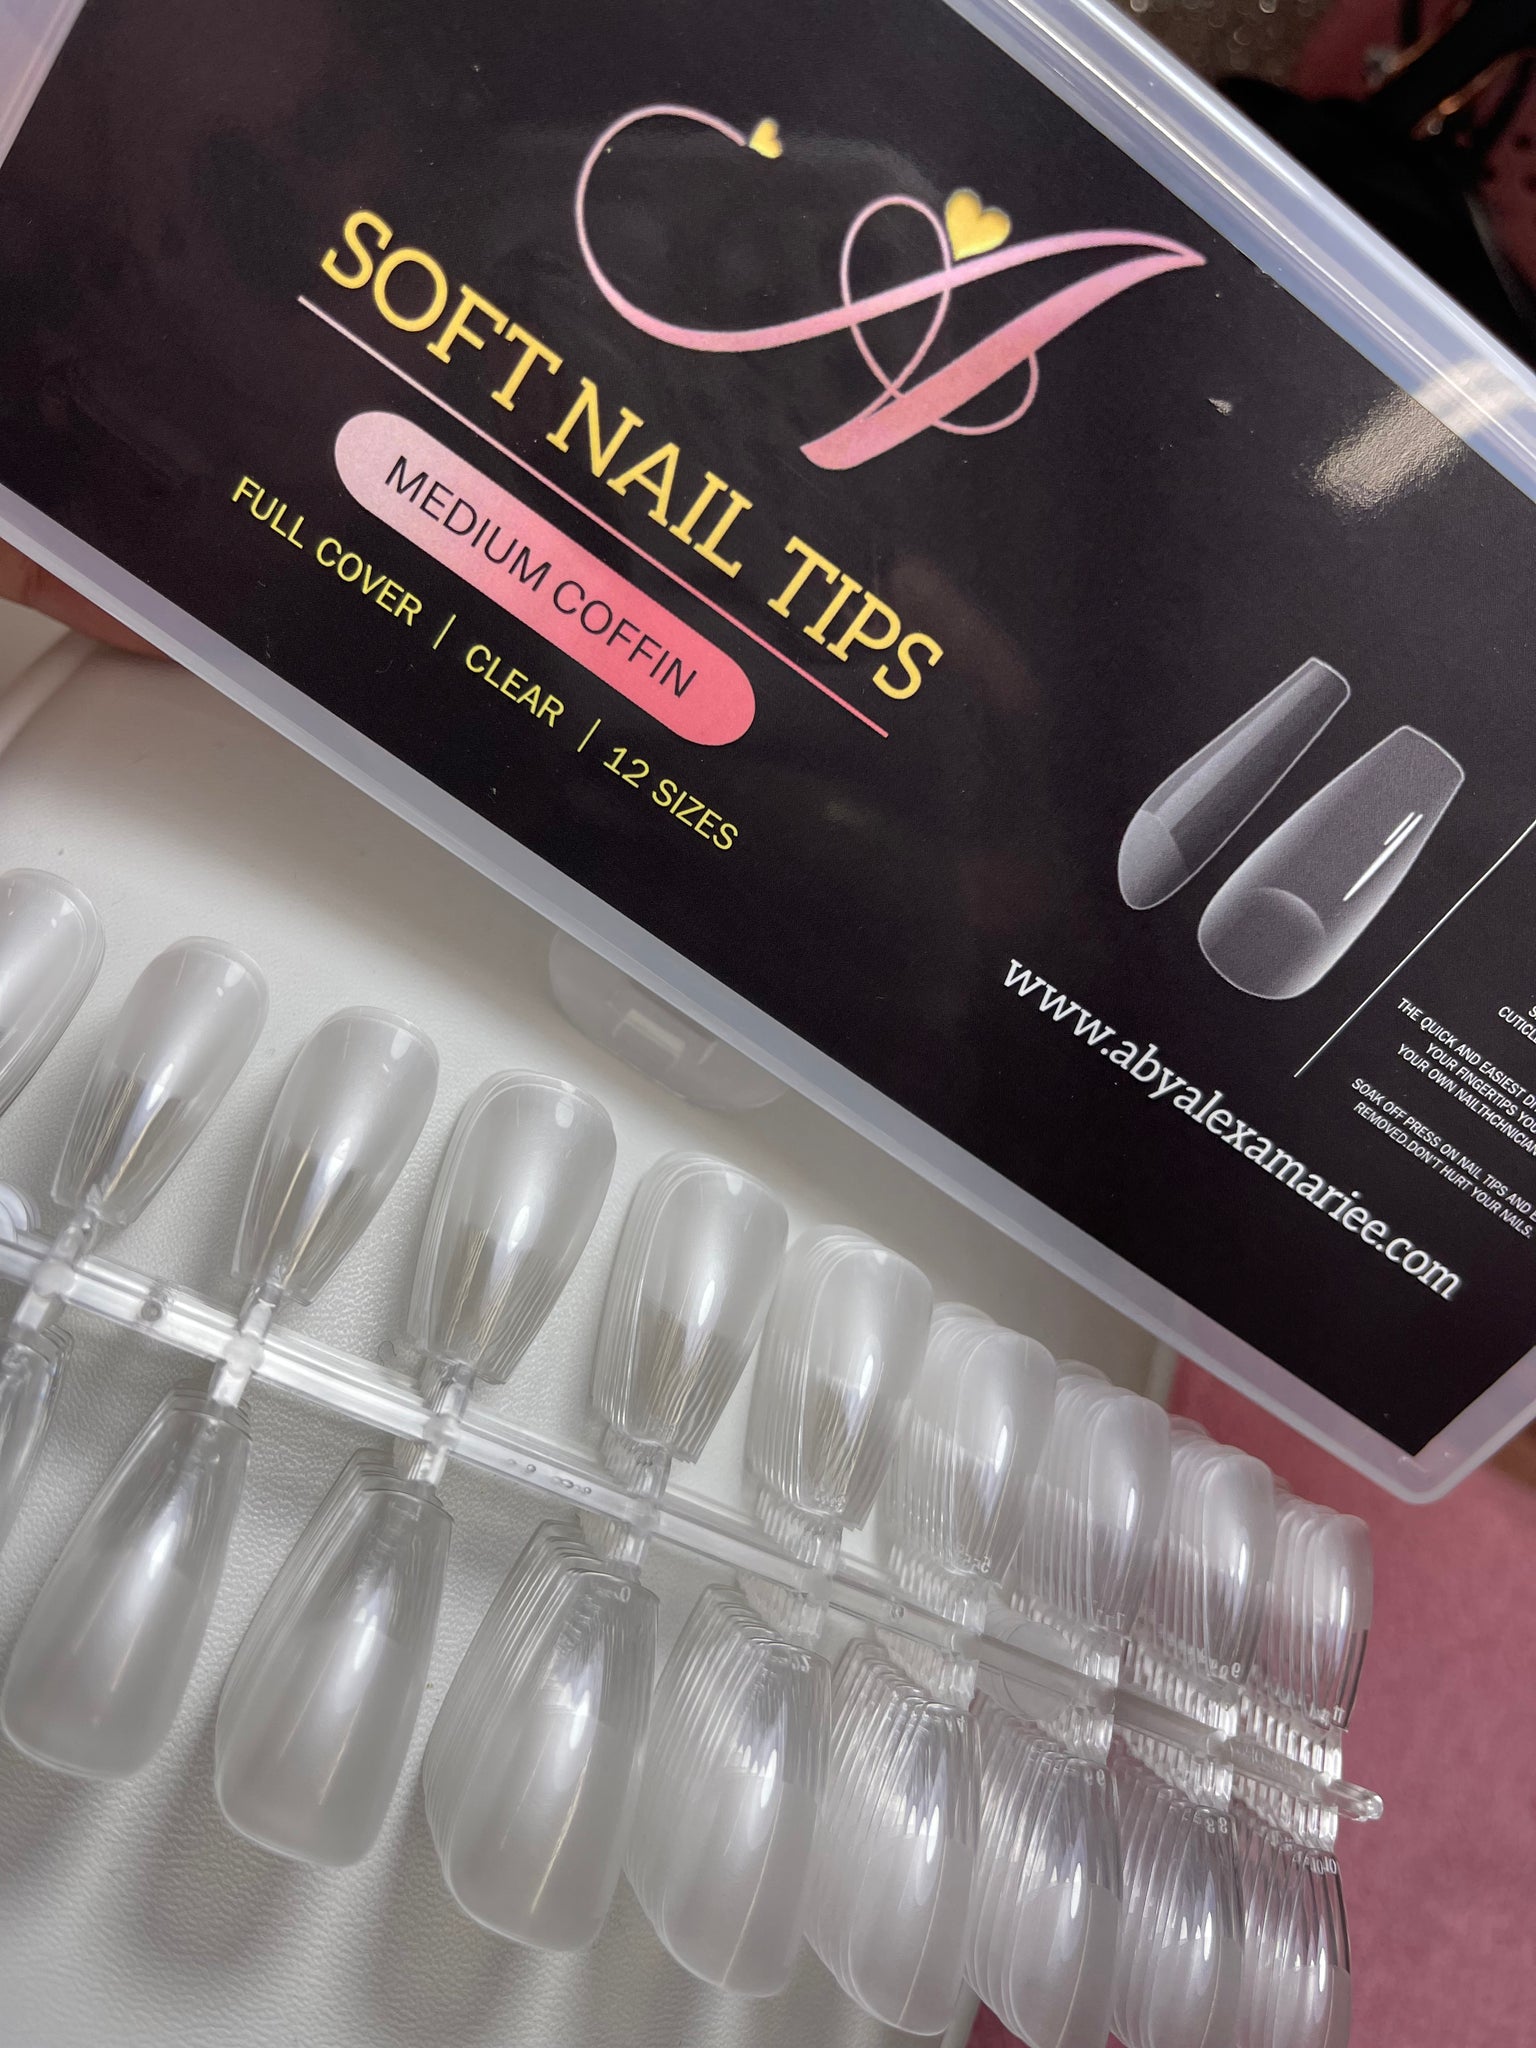 A
SOFT NAIL TIPS
MEDIUM COFFIN
FULL COVER | CLEAR | 12 SIZES
www.abyalexamariee.com
THE QUICK AND EASIEST
YOUR FINGERTIPS
YOUR OWN NAILTHCHNICIAN
SOAK OFF PRESS ON NAIL TIPS AND
REMOVED.DON'T HURT YOUR NAILS.